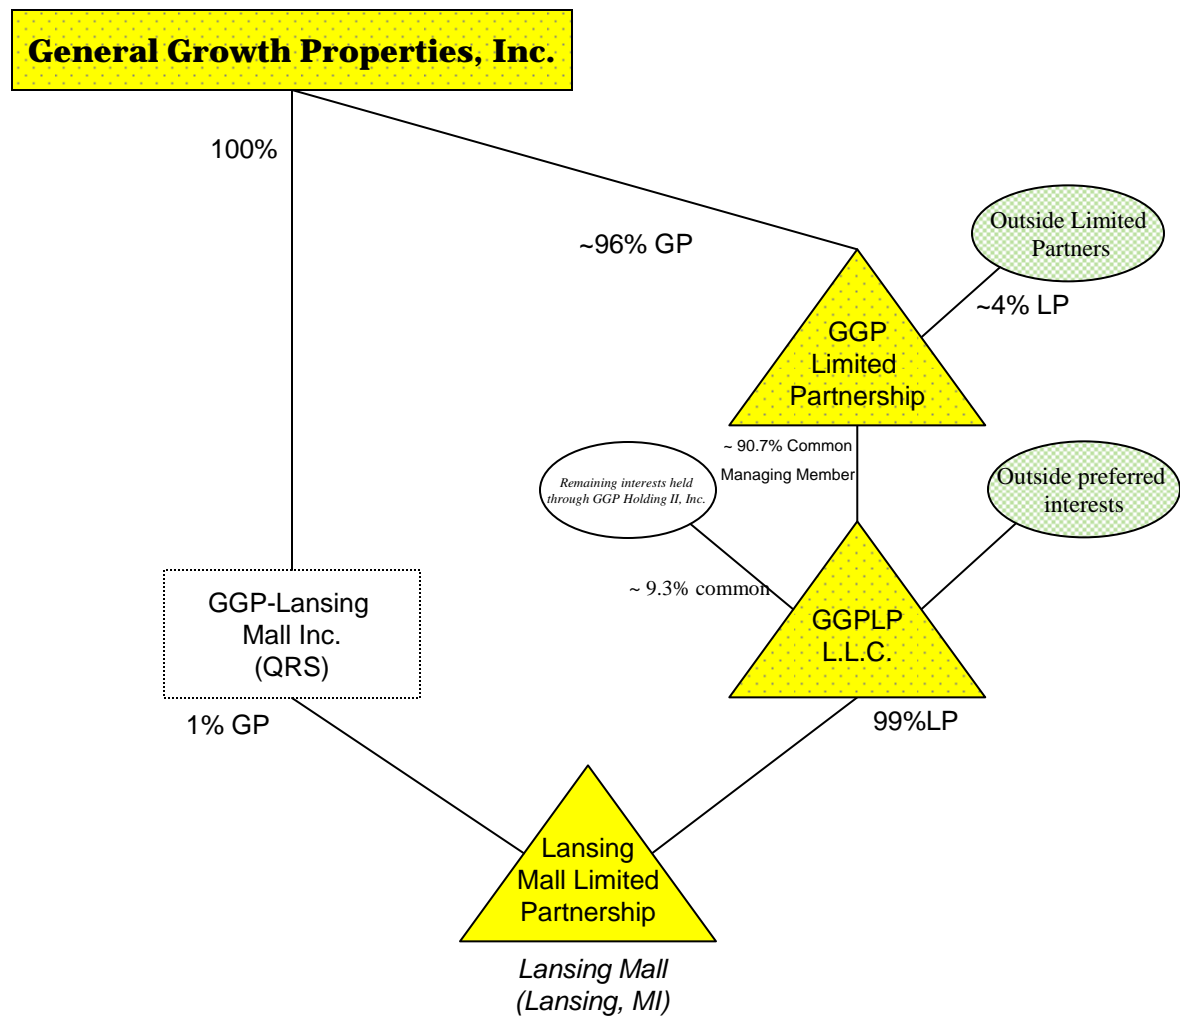 General Growth Properties, Inc.
100%
~96% GP
Outside Limited
Partners
~4% LP
GGP
Limited
Partnership
~ 90.7% Common
Managing Member
Remaining interests held
through GGP Holding II, Inc.
Outside preferred
interests
~ 9.3% common
GGP-Lansing
Mall Inc.
(QRS)
GGPLP
L.L.C.
1% GP
99%LP
Lansing
Mall Limited
Partnership
Lansing Mall
(Lansing, MI)